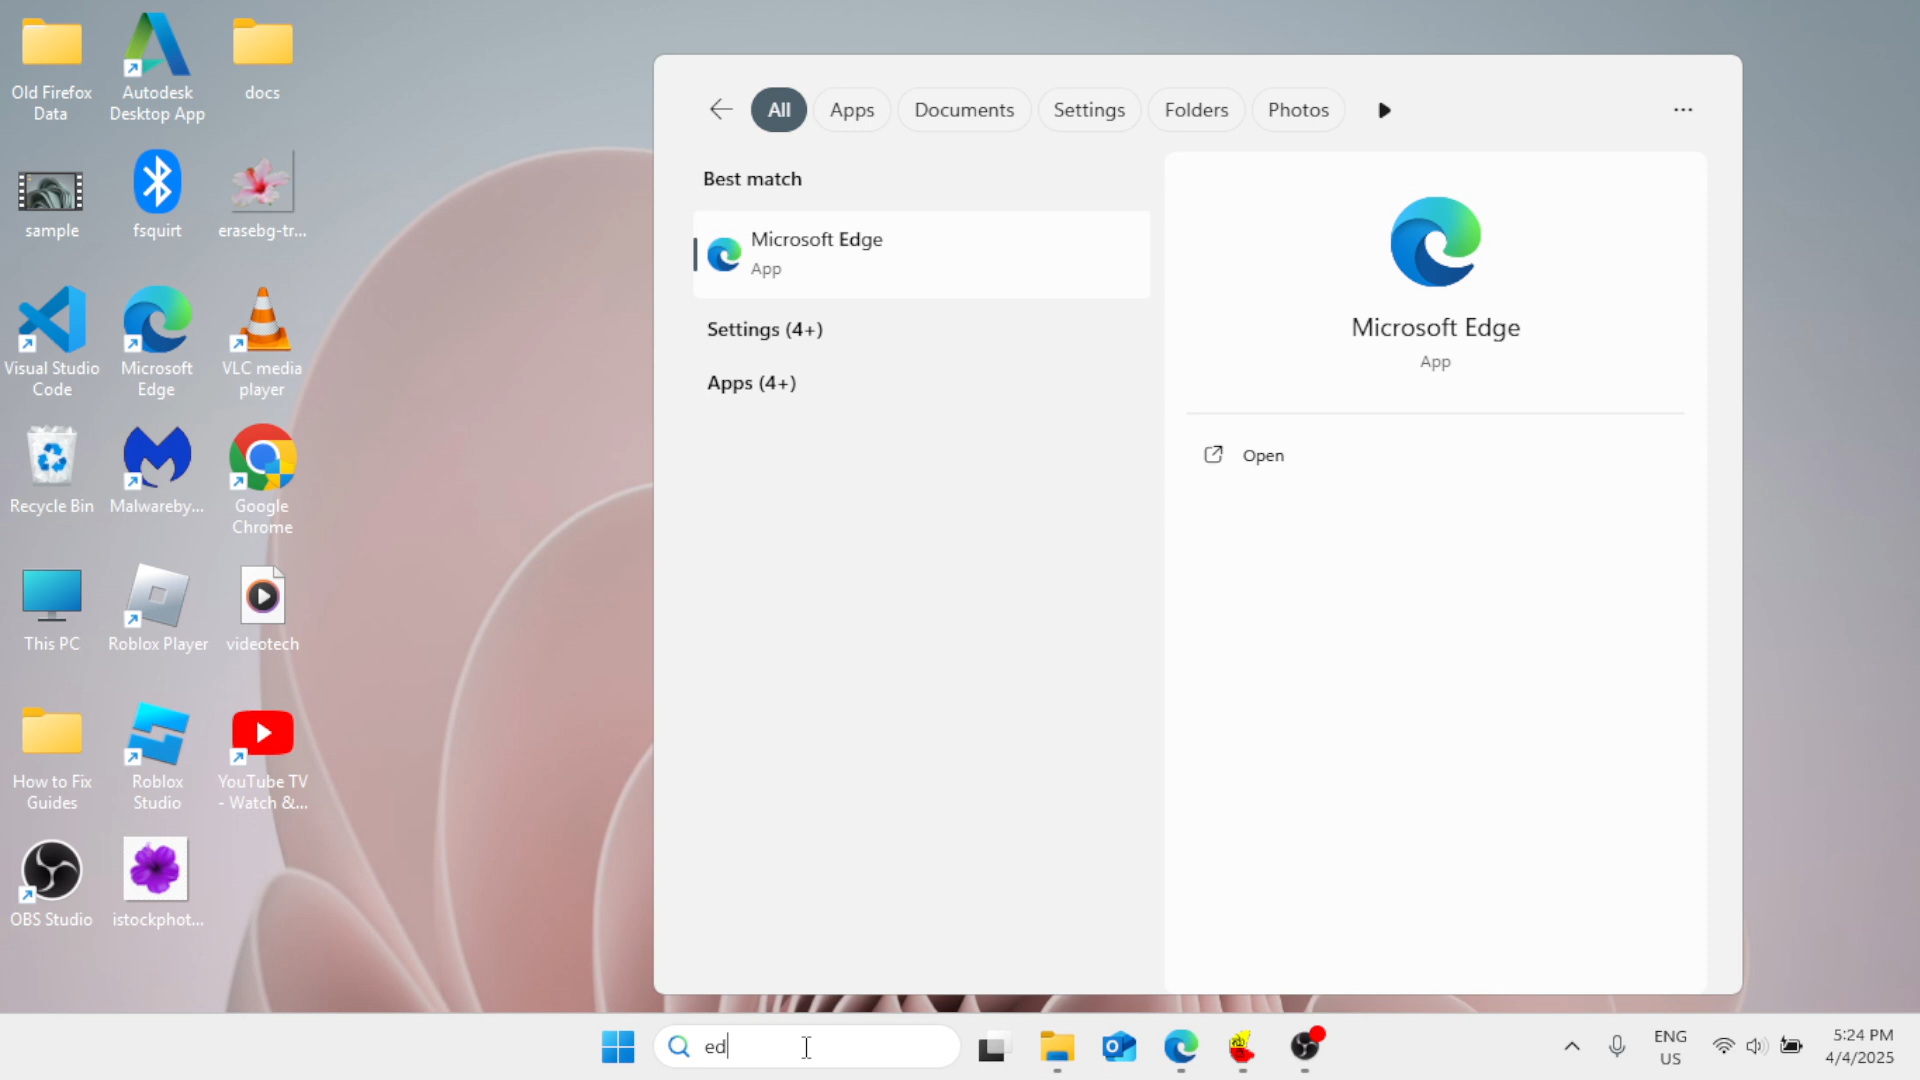 Old Firefox
Data
Autodesk
Desktop App
docs
sample
fsquirt
erasebg-tr...
Visual Studio
Code
Microsoft
Edge
VLC media
player
Recycle Bin
Malwareby...
Google
Chrome
This PC
Roblox Player
videotech
How to Fix
Guides
Roblox
Studio
YouTube TV
- Watch &...
OBS Studio
istockphot...
All
Apps
Documents
Settings
Folders
Photos
...
Best match
Microsoft Edge
App
Settings (4+)
Apps (4+)
Microsoft Edge
App
Open
ed
ENG
US
5:24 PM
4/4/2025